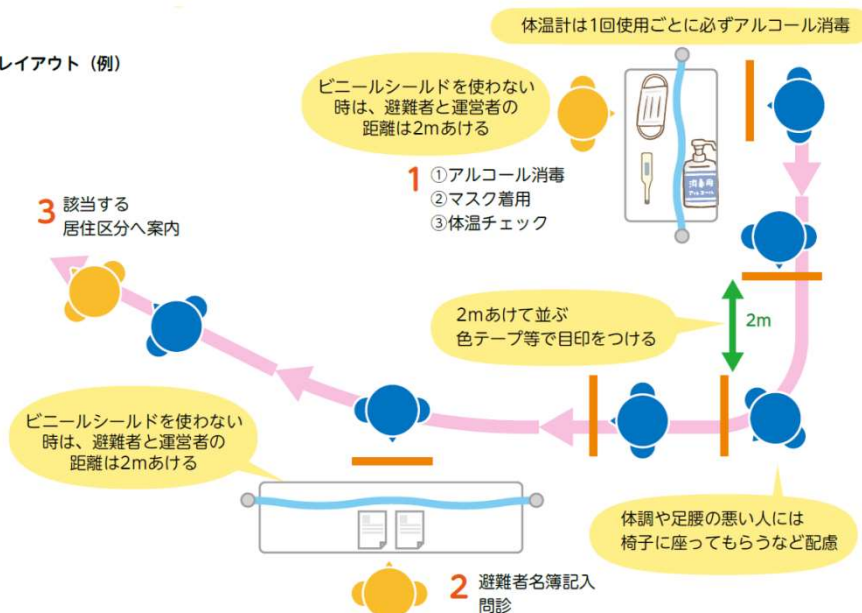 レイアウト（例）
体温計は1回使用ごとに必ずアルコール消毒
ビニールシールドを使わない
時は、避難者と運営者の
距離は2mあける
消毒用
アルコール
1 ①アルコール消毒
②マスク着用
③体温チェック
3 該当する
居住区分へ案内
2mあけて並ぶ
色テープ等で目印をつける
2m
ビニールシールドを使わない
時は、避難者と運営者の
距離は2mあける
体調や足腰の悪い人には
椅子に座ってもらうなど配慮
2 避難者名簿記入
問診